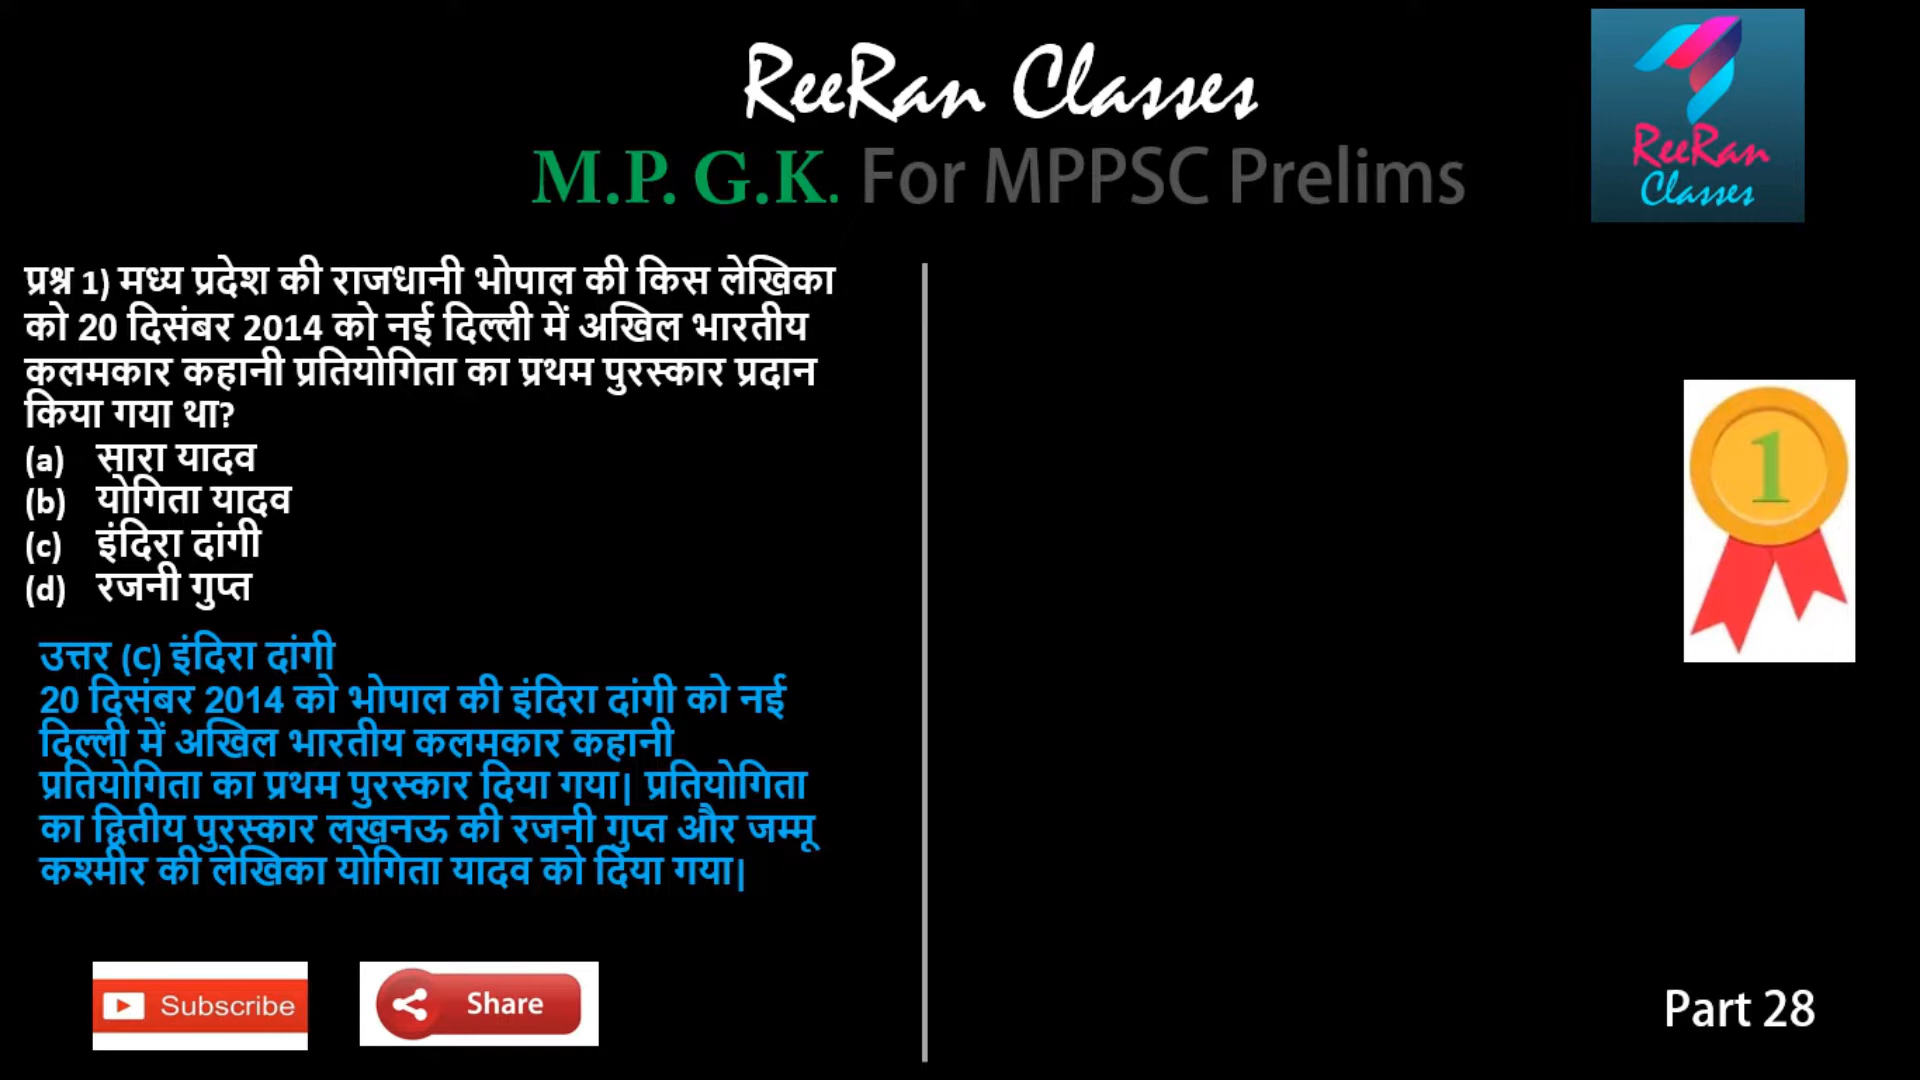 ReeRan Classes
M.P. G.K. For MPPSC Prelims
ReeRan
Classes
प्रश्न 1) मध्य प्रदेश की राजधानी भोपाल की किस लेखिका
को 20 दिसंबर 2014 को नई दिल्ली में अखिल भारतीय
कलमकार कहानी प्रतियोगिता का प्रथम पुरस्कार प्रदान
किया गया था?
(a) सारा यादव
(b) योगिता यादव
(c) इंदिरा दांगी
(d) रजनी गुप्त
उत्तर (C) इंदिरा दांगी
20 दिसंबर 2014 को भोपाल की इंदिरा दांगी को नई
दिल्ली में अखिल भारतीय कलमकार कहानी
प्रतियोगिता का प्रथम पुरस्कार दिया गया| प्रतियोगिता
का द्वितीय पुरस्कार लखनऊ की रजनी गुप्त और जम्मू
कश्मीर की लेखिका योगिता यादव को दिया गया|
1
Subscribe
Share
Part 28